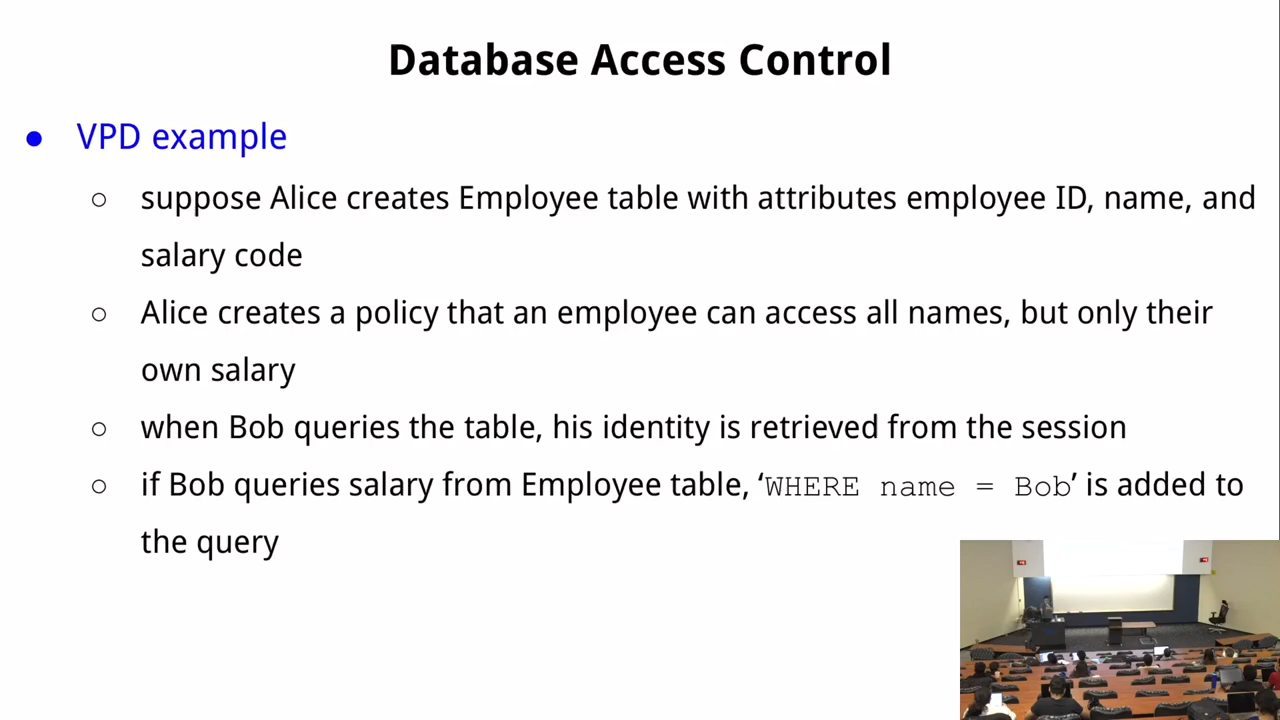 Database Access Control
● VPD example
○ suppose Alice creates Employee table with attributes employee ID, name, and
salary code
○ Alice creates a policy that an employee can access all names, but only their
own salary
○ when Bob queries the table, his identity is retrieved from the session
○ if Bob queries salary from Employee table, ‘WHERE name = Bob’ is added to
the query